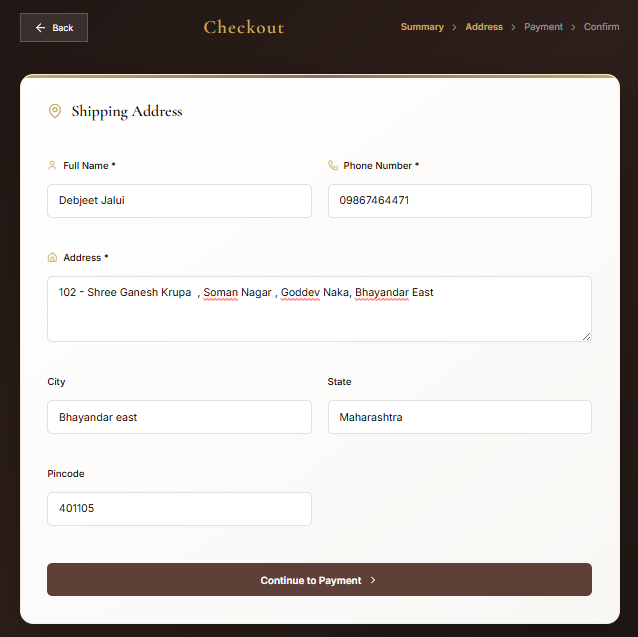 Back
Checkout
Summary > Address > Payment > Confirm
Shipping Address
Full Name *
Phone Number *
Debjeet Jalui
09867464471
Address *
102 - Shree Ganesh Krupa , Soman Nagar , Goddev Naka, Bhayandar East
City
State
Bhayandar east
Maharashtra
Pincode
401105
Continue to Payment >